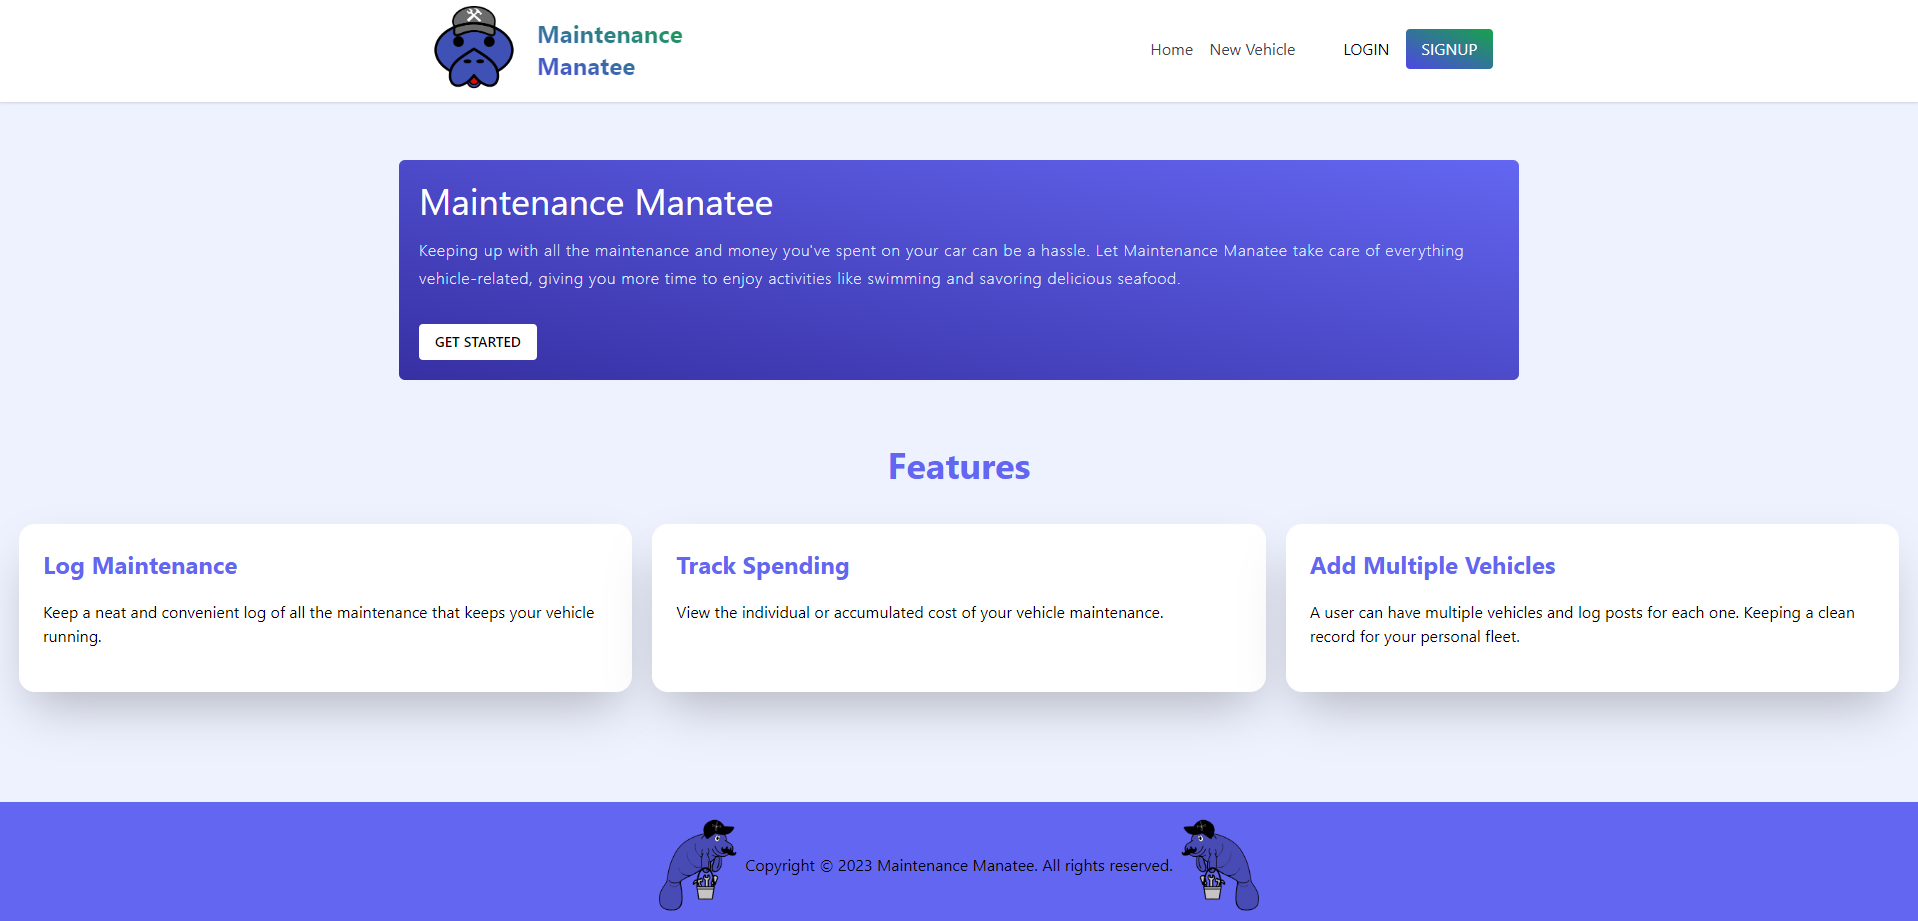 Maintenance
Manatee
Home New Vehicle LOGIN SIGNUP
Maintenance Manatee
Keeping up with all the maintenance and money you've spent on your car can be a hassle. Let Maintenance Manatee take care of everything
vehicle-related, giving you more time to enjoy activities like swimming and savoring delicious seafood.
GET STARTED
Features
Log Maintenance
Keep a neat and convenient log of all the maintenance that keeps your vehicle
running.
Track Spending
View the individual or accumulated cost of your vehicle maintenance.
Add Multiple Vehicles
A user can have multiple vehicles and log posts for each one. Keeping a clean
record for your personal fleet.
Copyright © 2023 Maintenance Manatee. All rights reserved.